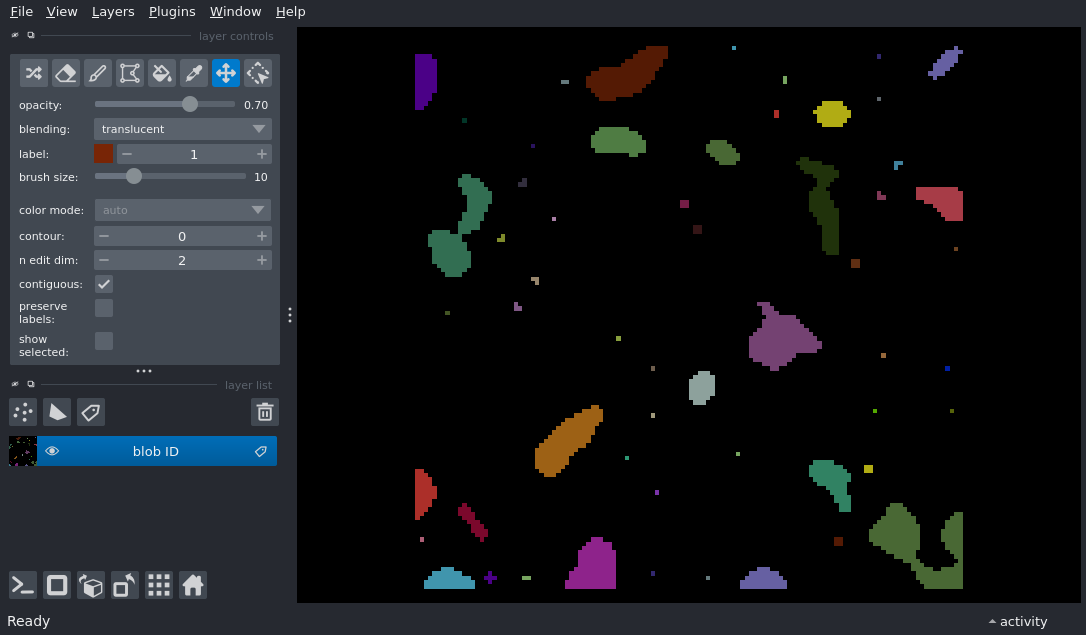 File View Layers Plugins Window Help
layer controls
opacity: 0.70
blending: translucent
label: 1
brush size: 10
color mode: auto
contour: 0
n edit dim: 2
contiguous:
preserve
labels:
show
selected:
layer list
blob ID
Ready
activity